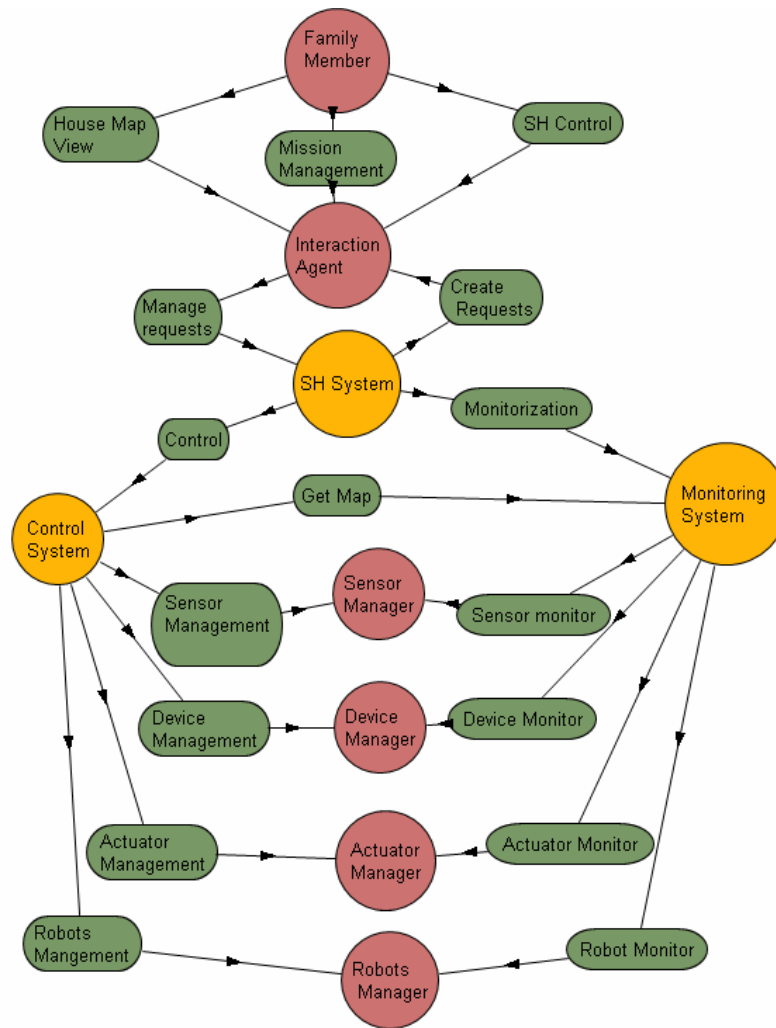 Family
Member
House Map
View
SH Control
Mission
Management
Interaction
Agent
Manage
requests
Create
Requests
SH System
Control
Monitorization
Get Map
Control
System
Monitoring
System
Sensor
Management
Sensor
Manager
Sensor monitor
Device
Management
Device
Manager
Device Monitor
Actuator
Management
Actuator
Manager
Actuator Monitor
Robots
Mangement
Robots
Manager
Robot Monitor